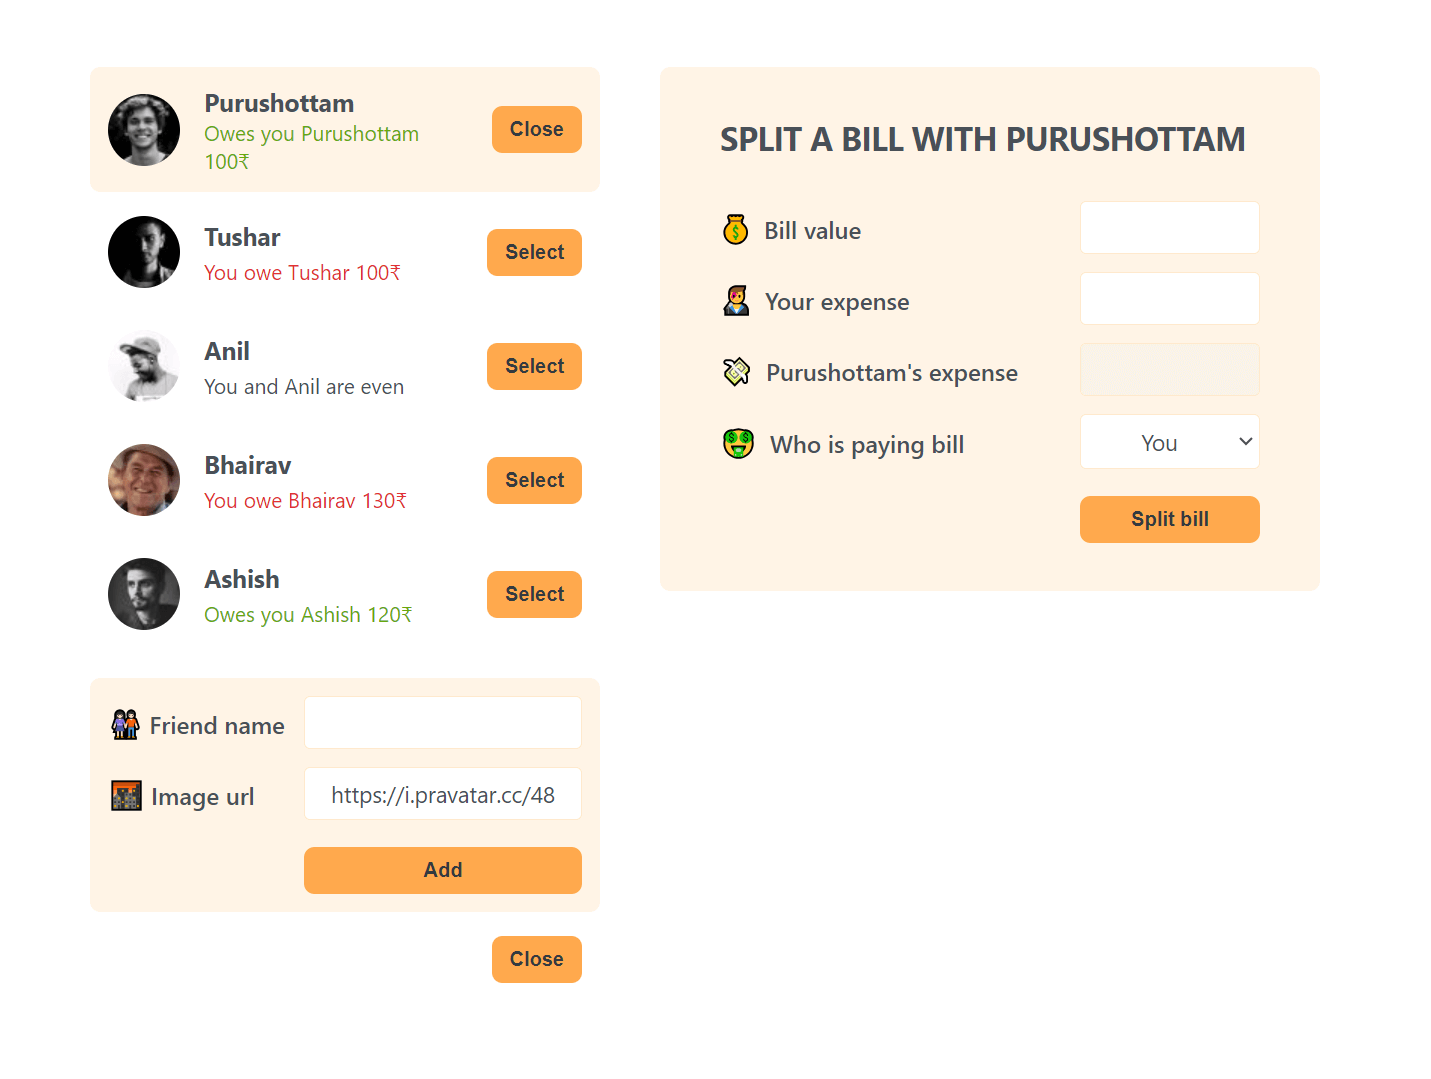 Purushottam
Owes you Purushottam
100₹
Close
Tushar
You owe Tushar 100₹
Select
Anil
You and Anil are even
Select
Bhairav
You owe Bhairav 130₹
Select
Ashish
Owes you Ashish 120₹
Select
Friend name
Image url
https://i.pravatar.cc/48
Add
Close
SPLIT A BILL WITH PURUSHOTTAM
Bill value
Your expense
Purushottam's expense
Who is paying bill
You
Split bill